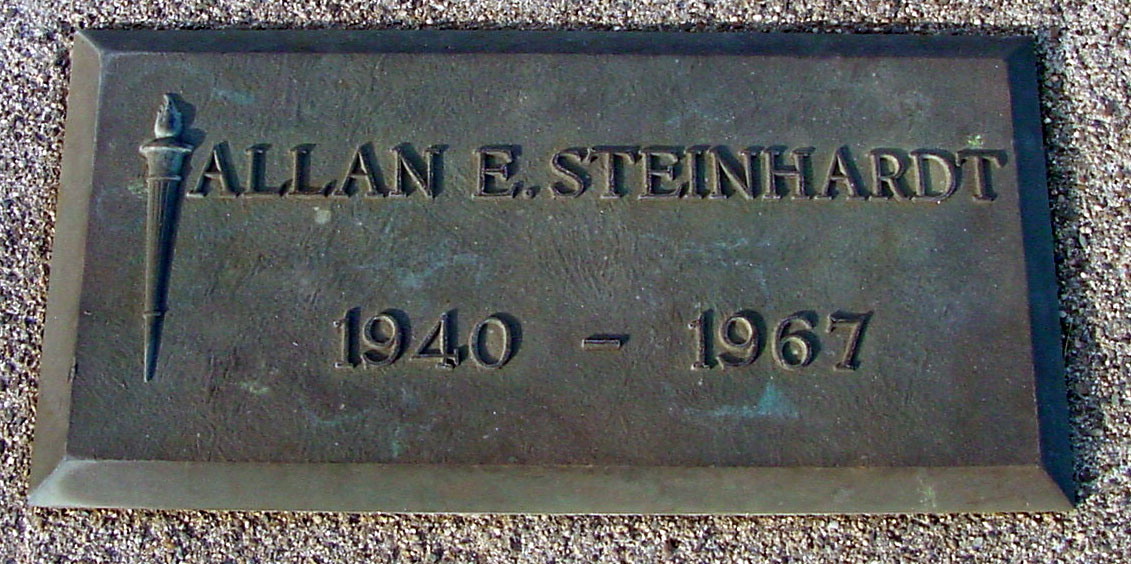 ALLAN E. STEINHARDT
1940 - 1967